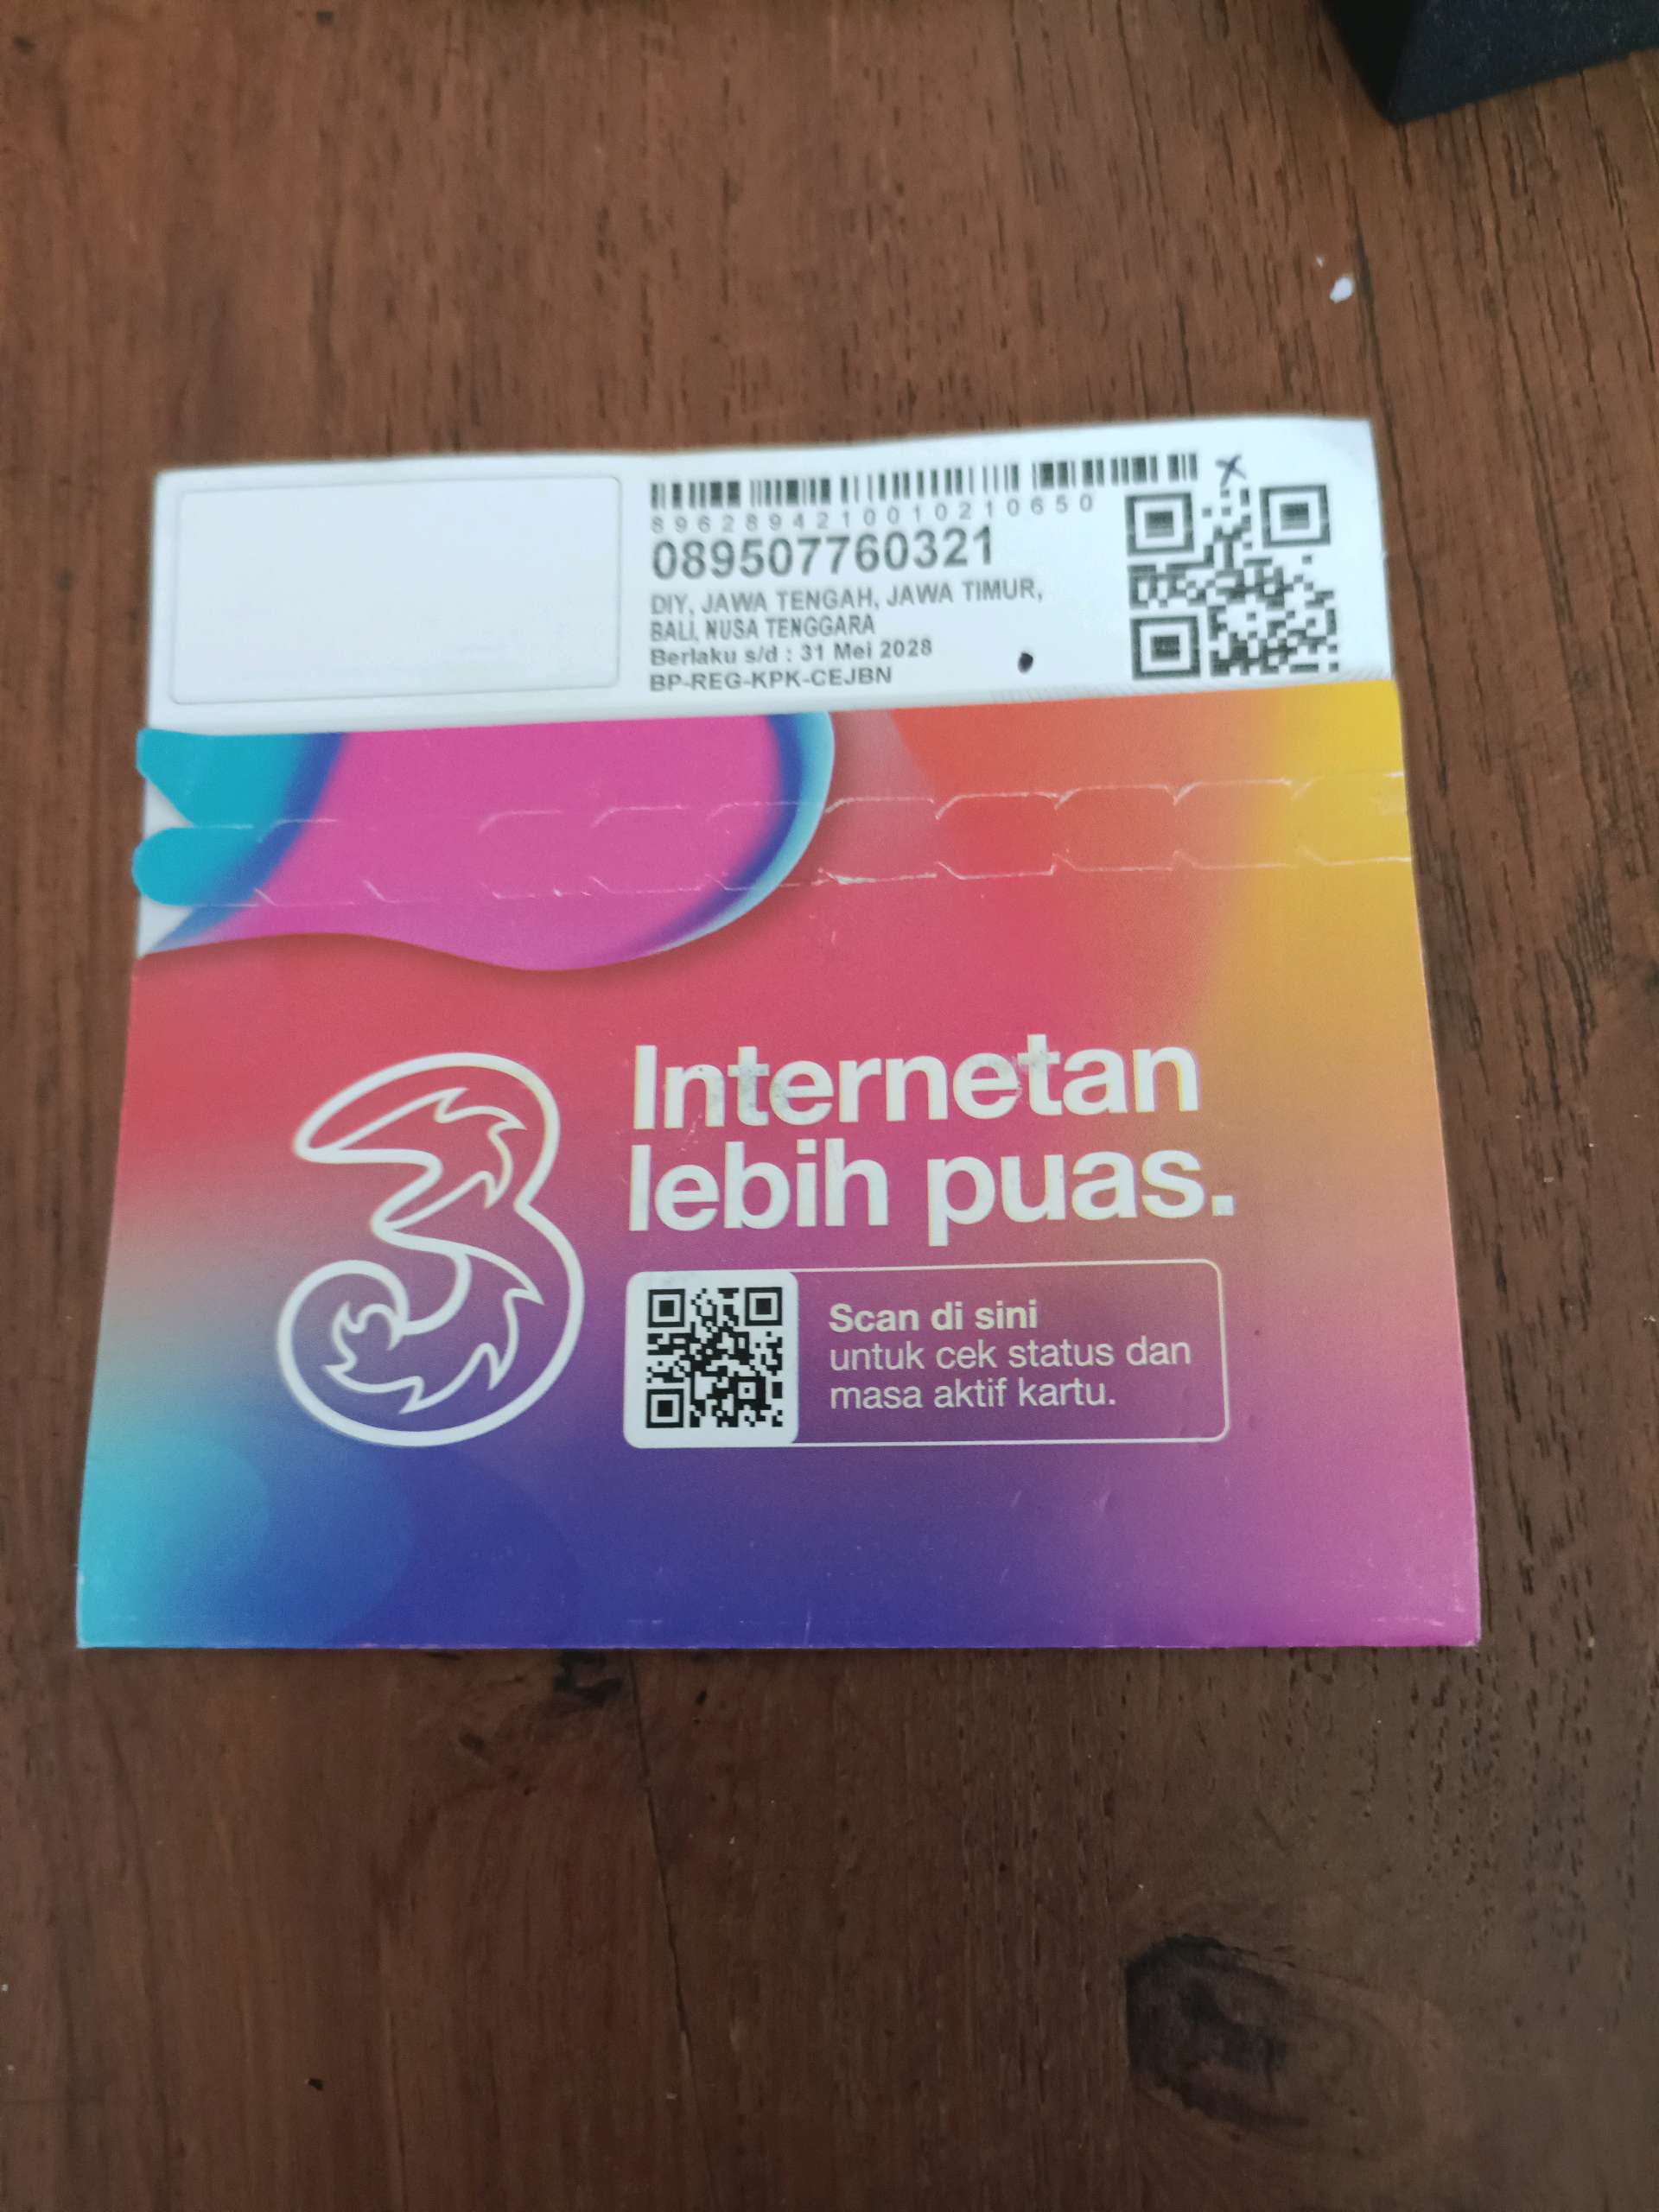 8962894210010210650
089507760321
DIY, JAWA TENGAH, JAWA TIMUR,
BALI, NUSA TENGGARA
Berlaku s/d : 31 Mei 2028
BP-REG-KPK-CEJBN
3
Internetan
lebih puas.
Scan di sini
untuk cek status dan
masa aktif kartu.